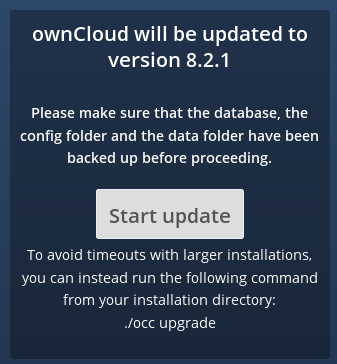 ownCloud will be updated to
version 8.2.1
Please make sure that the database, the
config folder and the data folder have been
backed up before proceeding.
Start update
To avoid timeouts with larger installations,
you can instead run the following command
from your installation directory:
./occ upgrade